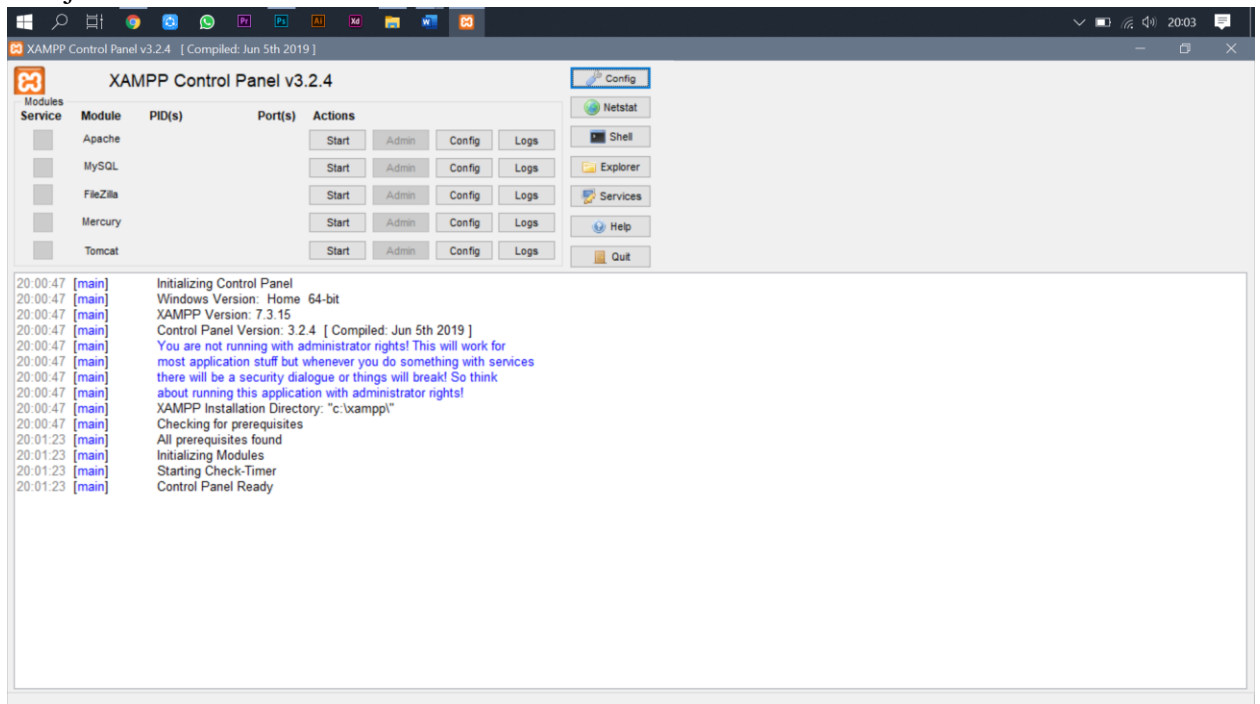 Pr Ps Ai Xd 20:03
XAMPP Control Panel v3.2.4 [ Compiled: Jun 5th 2019 ]
XAMPP Control Panel v3.2.4
Config
Modules
Netstat
Service Module PID(s) Port(s) Actions
Apache Start Admin Config Logs
Shell
MySQL Start Admin Config Logs
Explorer
FileZilla Start Admin Config Logs
Services
Mercury Start Admin Config Logs
Help
Tomcat Start Admin Config Logs
Quit
20:00:47 [main] Initializing Control Panel
20:00:47 [main] Windows Version: Home 64-bit
20:00:47 [main] XAMPP Version: 7.3.15
20:00:47 [main] Control Panel Version: 3.2.4 [ Compiled: Jun 5th 2019 ]
20:00:47 [main] You are not running with administrator rights! This will work for
20:00:47 [main] most application stuff but whenever you do something with services
20:00:47 [main] there will be a security dialogue or things will break! So think
20:00:47 [main] about running this application with administrator rights!
20:00:47 [main] XAMPP Installation Directory: "c:\xampp\"
20:00:47 [main] Checking for prerequisites
20:01:23 [main] All prerequisites found
20:01:23 [main] Initializing Modules
20:01:23 [main] Starting Check-Timer
20:01:23 [main] Control Panel Ready